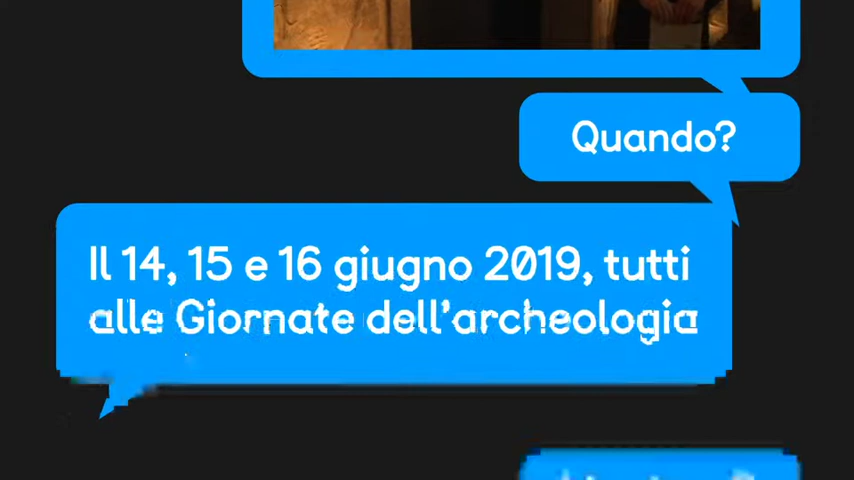 Quando?
Il 14, 15 e 16 giugno 2019, tutti
alle Giornate dell'archeologia